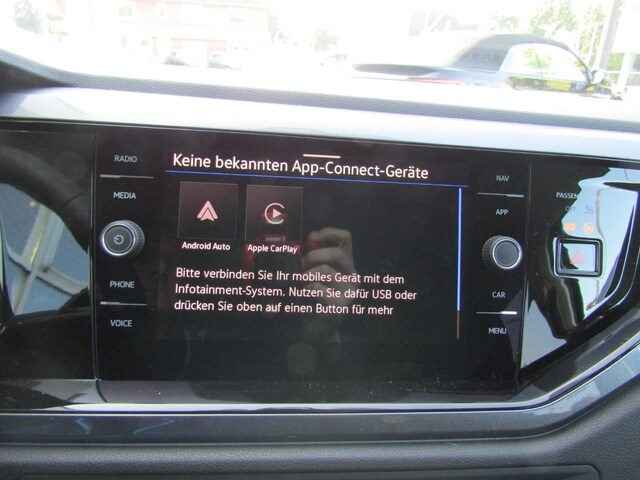 RADIO
MEDIA
PHONE
VOICE
Keine bekannten App-Connect-Geräte
Android Auto
Apple CarPlay
Bitte verbinden Sie Ihr mobiles Gerät mit dem
Infotainment-System. Nutzen Sie dafür USB oder
drücken Sie oben auf einen Button für mehr
NAV
APP
CAR
MENU
PASSEN